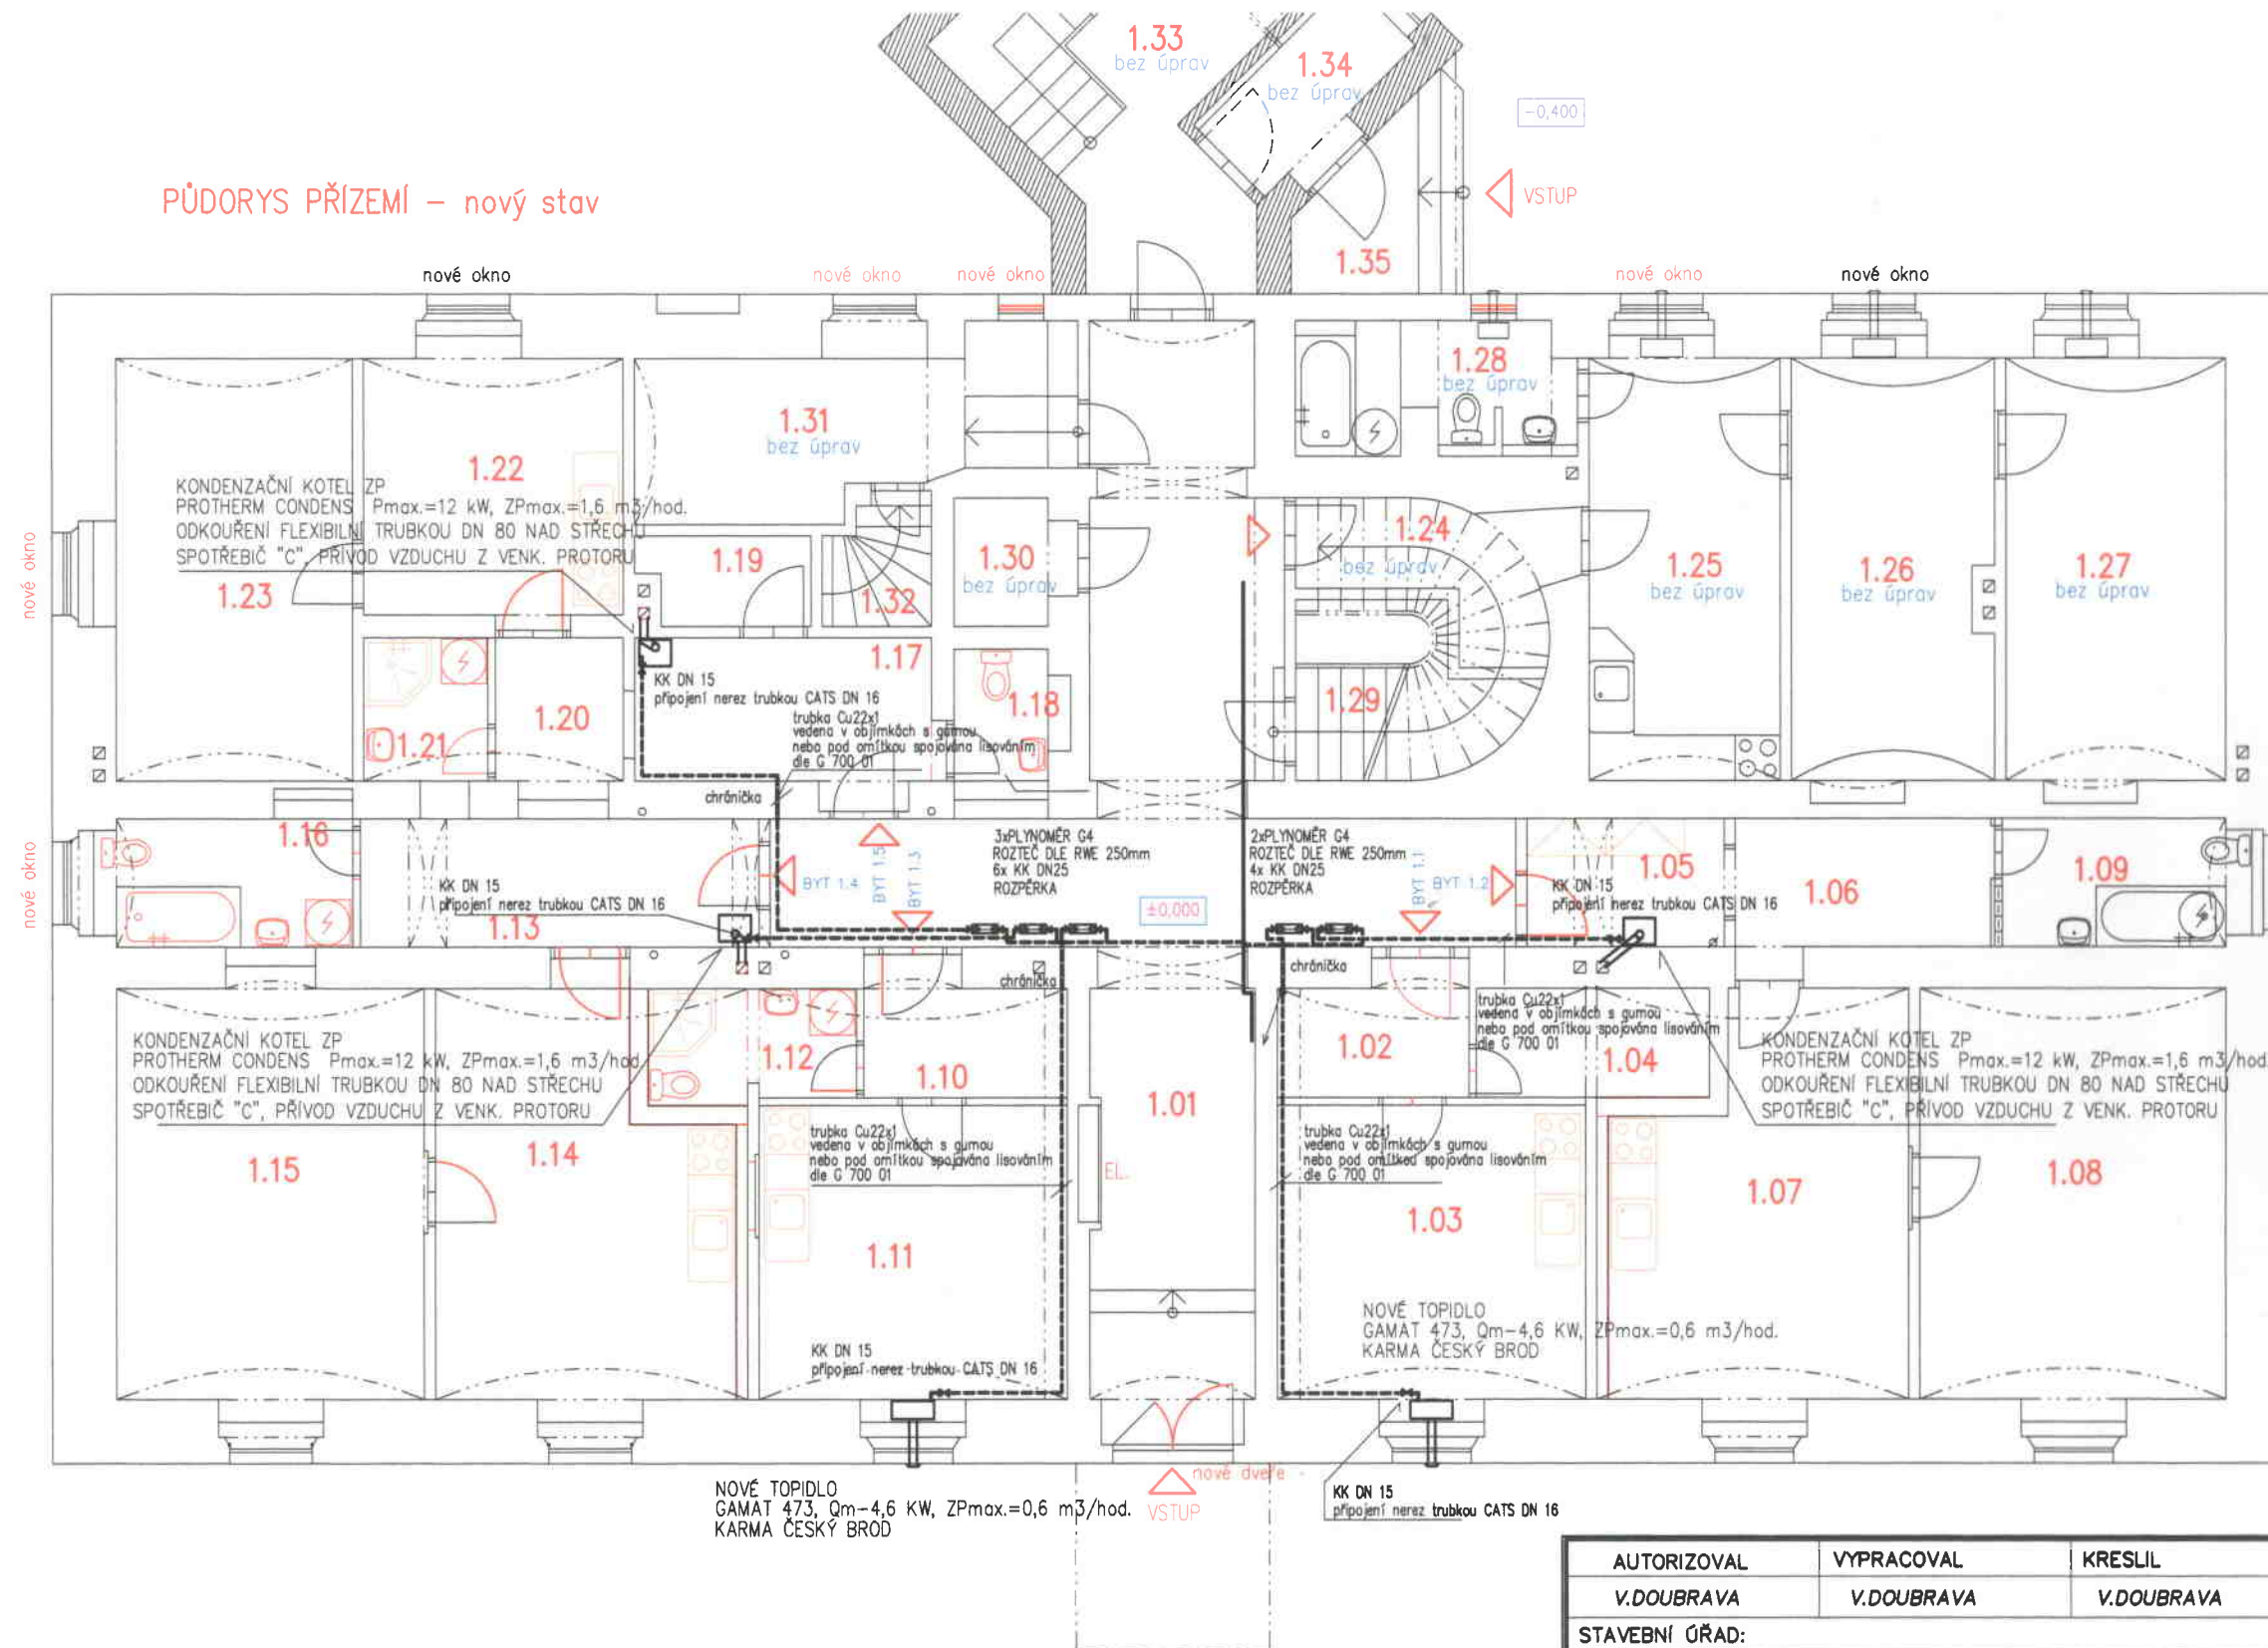 1.33
bez úprav
1.34
bez úprav
-0,400
PŮDORYS PŘÍZEMÍ – nový stav
VSTUP
1.35
nové okno
nové okno
nové okno
nové okno
nové okno
1.28
bez úprav
1.31
bez úprav
1.22
KONDENZAČNÍ KOTEL ZP
PROTHERM CONDENS Pmax.=12 kW, ZPmax.=1,6 m3/hod.
ODKOUŘENÍ FLEXIBILNÍ TRUBKOU DN 80 NAD STŘECHU
SPOTŘEBIČ "C", PŘÍVOD VZDUCHU Z VENK. PROTORU
nové okno
1.23
1.19
1.32
1.30
bez úprav
1.24
bez úprav
1.25
bez úprav
1.26
bez úprav
1.27
bez úprav
1.17
KK DN 15
připojení nerez trubkou CATS DN 16
1.18
1.29
1.20
1.21
trubka Cu22x1
vedena v objímkách s gumou
nebo pod omítkou spojována lisováním
dle G 700 01
chránička
nové okno
1.16
3xPLYNOMĚR G4
ROZTEČ DLE RWE 250mm
6x KK DN25
ROZPĚRKA
2xPLYNOMĚR G4
ROZTEČ DLE RWE 250mm
4x KK DN25
ROZPĚRKA
BYT 1.4
BYT 1.5
BYT 1.3
BYT 1.1
BYT 1.2
1.05
1.06
1.09
KK DN 15
připojení nerez trubkou CATS DN 16
1.13
±0,000
KK DN 15
připojení nerez trubkou CATS DN 16
chránička
chránička
KONDENZAČNÍ KOTEL ZP
PROTHERM CONDENS Pmax.=12 kW, ZPmax.=1,6 m3/hod
ODKOUŘENÍ FLEXIBILNÍ TRUBKOU DN 80 NAD STŘECHU
SPOTŘEBIČ "C", PŘÍVOD VZDUCHU Z VENK. PROTORU
1.12
1.10
1.01
1.02
trubka Cu22x1
vedena v objímkách s gumou
nebo pod omítkou spojována lisováním
dle G 700 01
1.04
KONDENZAČNÍ KOTEL ZP
PROTHERM CONDENS Pmax.=12 kW, ZPmax.=1,6 m3/hod.
ODKOUŘENÍ FLEXIBILNÍ TRUBKOU DN 80 NAD STŘECHU
SPOTŘEBIČ "C", PŘÍVOD VZDUCHU Z VENK. PROTORU
1.15
1.14
trubka Cu22x1
vedena v objímkách s gumou
nebo pod omítkou spojována lisováním
dle G 700 01
EL.
trubka Cu22x1
vedena v objímkách s gumou
nebo pod omítkou spojována lisováním
dle G 700 01
1.11
1.03
1.07
1.08
NOVÉ TOPIDLO
GAMAT 473, Qm-4,6 KW, ZPmax.=0,6 m3/hod.
KARMA ČESKÝ BROD
KK DN 15
připojení nerez trubkou CATS DN 16
nové dveře
VSTUP
NOVÉ TOPIDLO
GAMAT 473, Qm-4,6 KW, ZPmax.=0,6 m3/hod.
KARMA ČESKÝ BROD
KK DN 15
připojení nerez trubkou CATS DN 16
AUTORIZOVAL VYPRACOVAL KRESLIL
V.DOUBRAVA V.DOUBRAVA V.DOUBRAVA
STAVEBNÍ ÚŘAD: